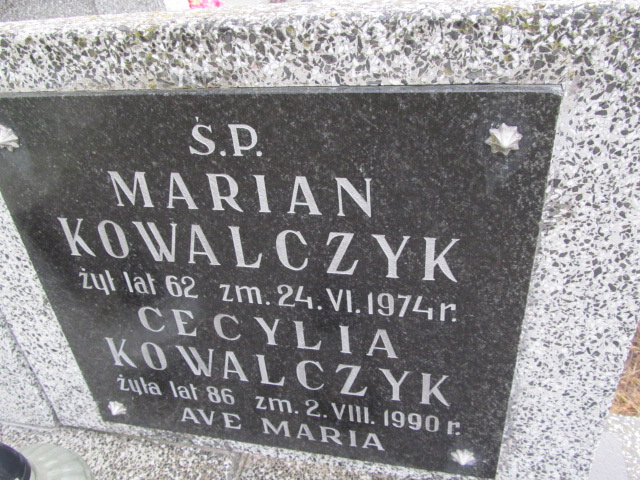 Ś.P.
MARIAN
KOWALCZYK
żył lat 62 zm. 24. VI. 1974 r.
CECYLIA
KOWALCZYK
żyła lat 86 zm. 2. VIII. 1990 r.
AVE MARIA